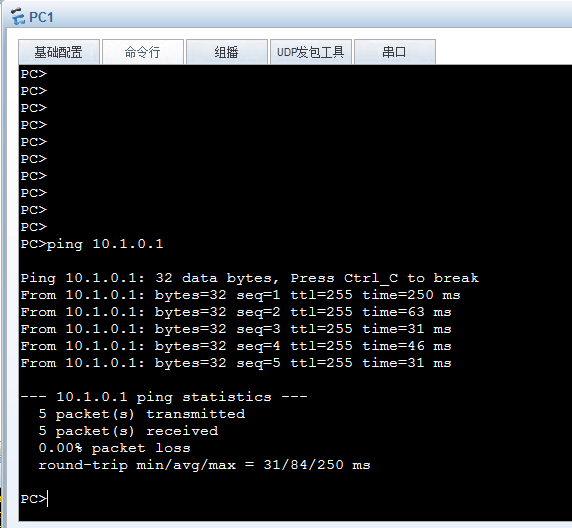 PC1
基础配置 命令行 组播 UDP发包工具 串口
PC>
PC>
PC>
PC>
PC>
PC>
PC>
PC>
PC>
PC>
PC>ping 10.1.0.1
Ping 10.1.0.1: 32 data bytes, Press Ctrl_C to break
From 10.1.0.1: bytes=32 seq=1 ttl=255 time=250 ms
From 10.1.0.1: bytes=32 seq=2 ttl=255 time=63 ms
From 10.1.0.1: bytes=32 seq=3 ttl=255 time=31 ms
From 10.1.0.1: bytes=32 seq=4 ttl=255 time=46 ms
From 10.1.0.1: bytes=32 seq=5 ttl=255 time=31 ms
--- 10.1.0.1 ping statistics ---
5 packet(s) transmitted
5 packet(s) received
0.00% packet loss
round-trip min/avg/max = 31/84/250 ms
PC>